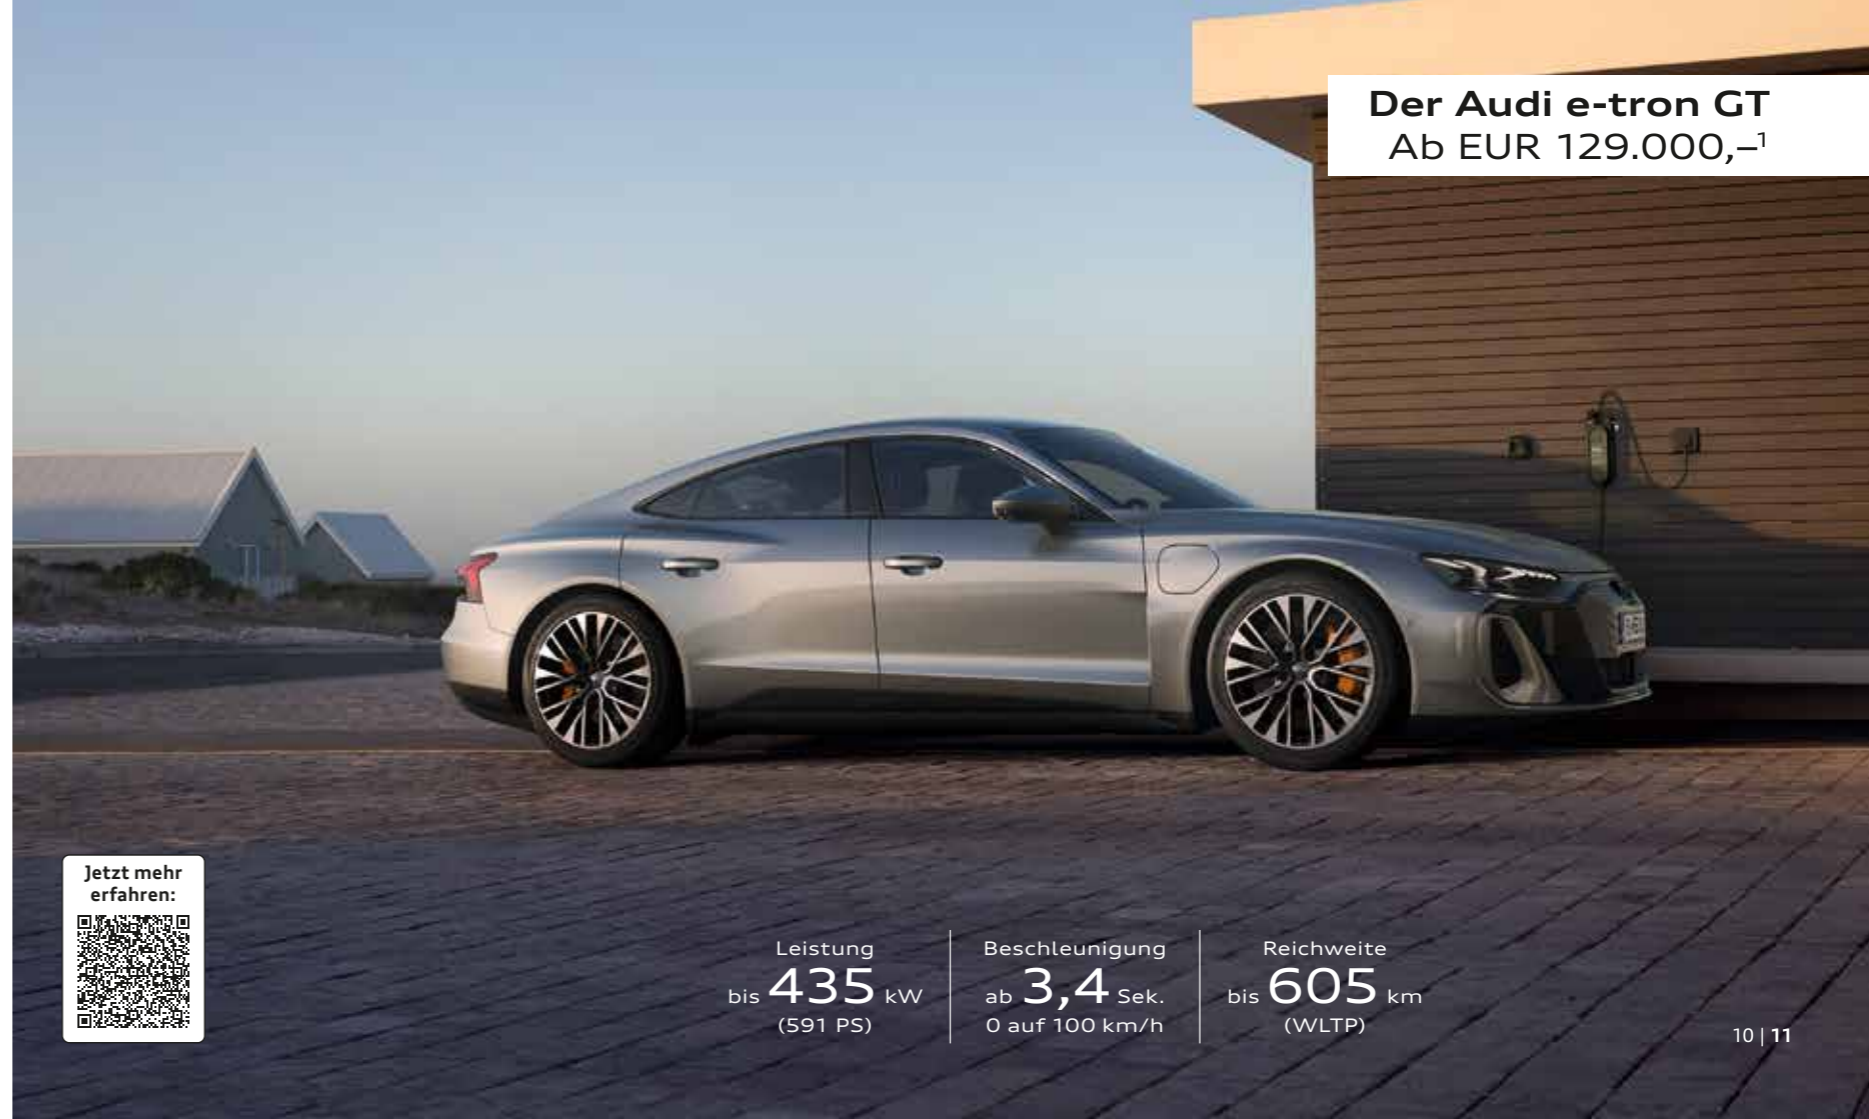 Der Audi e-tron GT
Ab EUR 129.000,–¹
Jetzt mehr
erfahren:
Leistung
bis 435 kW
(591 PS)
Beschleunigung
ab 3,4 Sek.
0 auf 100 km/h
Reichweite
bis 605 km
(WLTP)
10 | 11